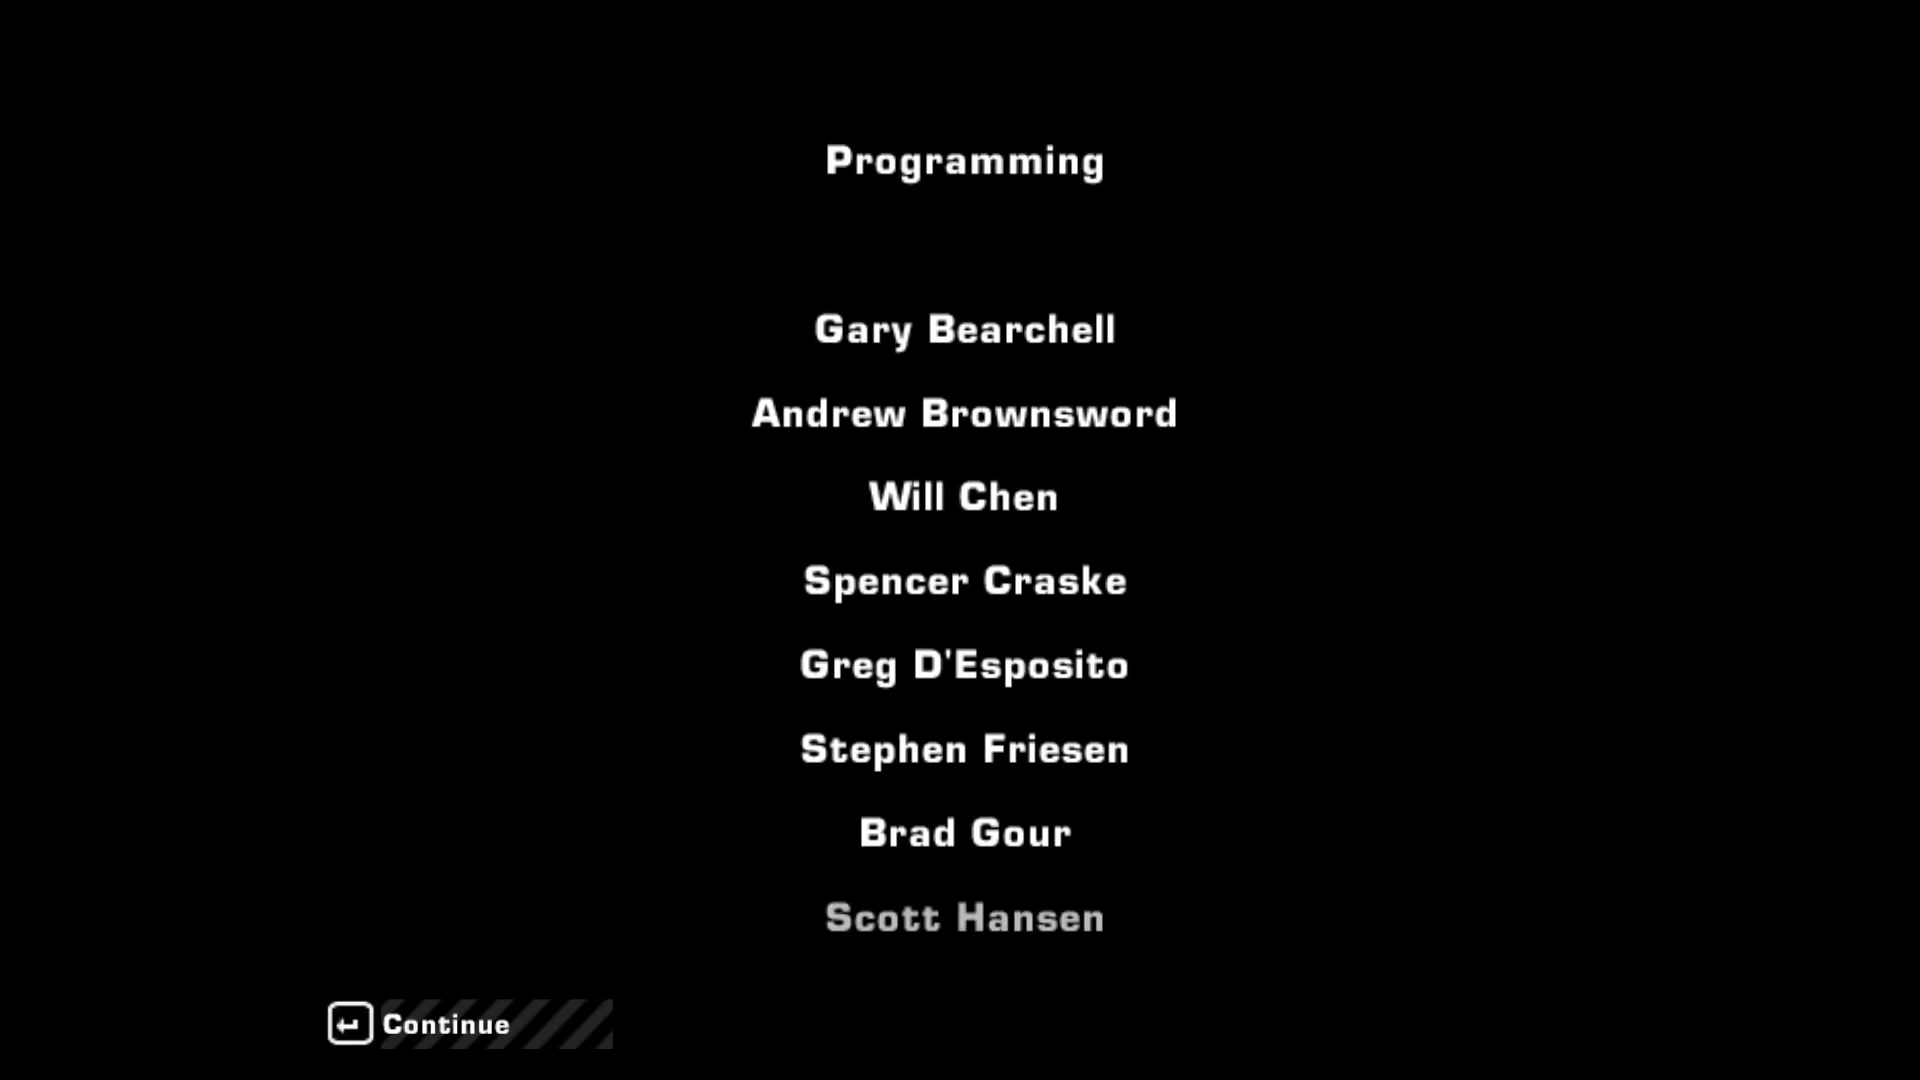 Programming
Gary Bearchell
Andrew Brownsword
Will Chen
Spencer Craske
Greg D'Esposito
Stephen Friesen
Brad Gour
Scott Hansen
Continue